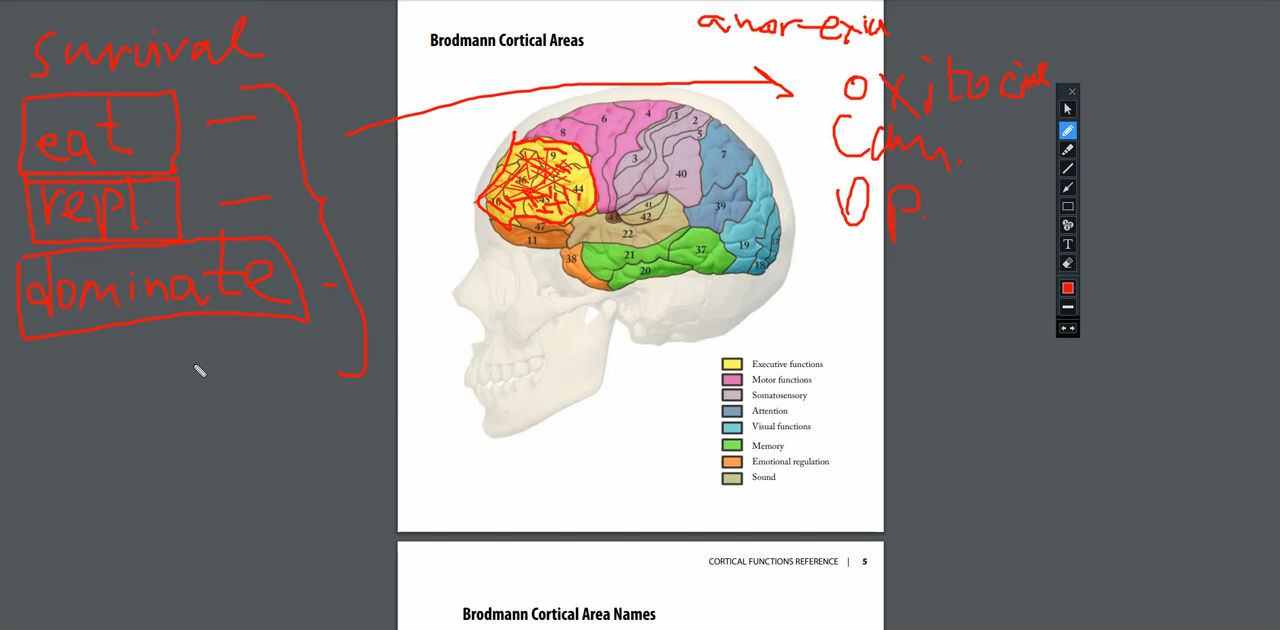 survival
eat
repl.
dominate
anor-exia
oxitocine
Can.
Op.
Brodmann Cortical Areas
8
6
4
1
2
5
3
9
46
10
45
44
40
7
39
41
42
43
22
47
11
38
21
20
37
19
17
18
Executive functions
Motor functions
Somatosensory
Attention
Visual functions
Memory
Emotional regulation
Sound
CORTICAL FUNCTIONS REFERENCE | 5
Brodmann Cortical Area Names
T